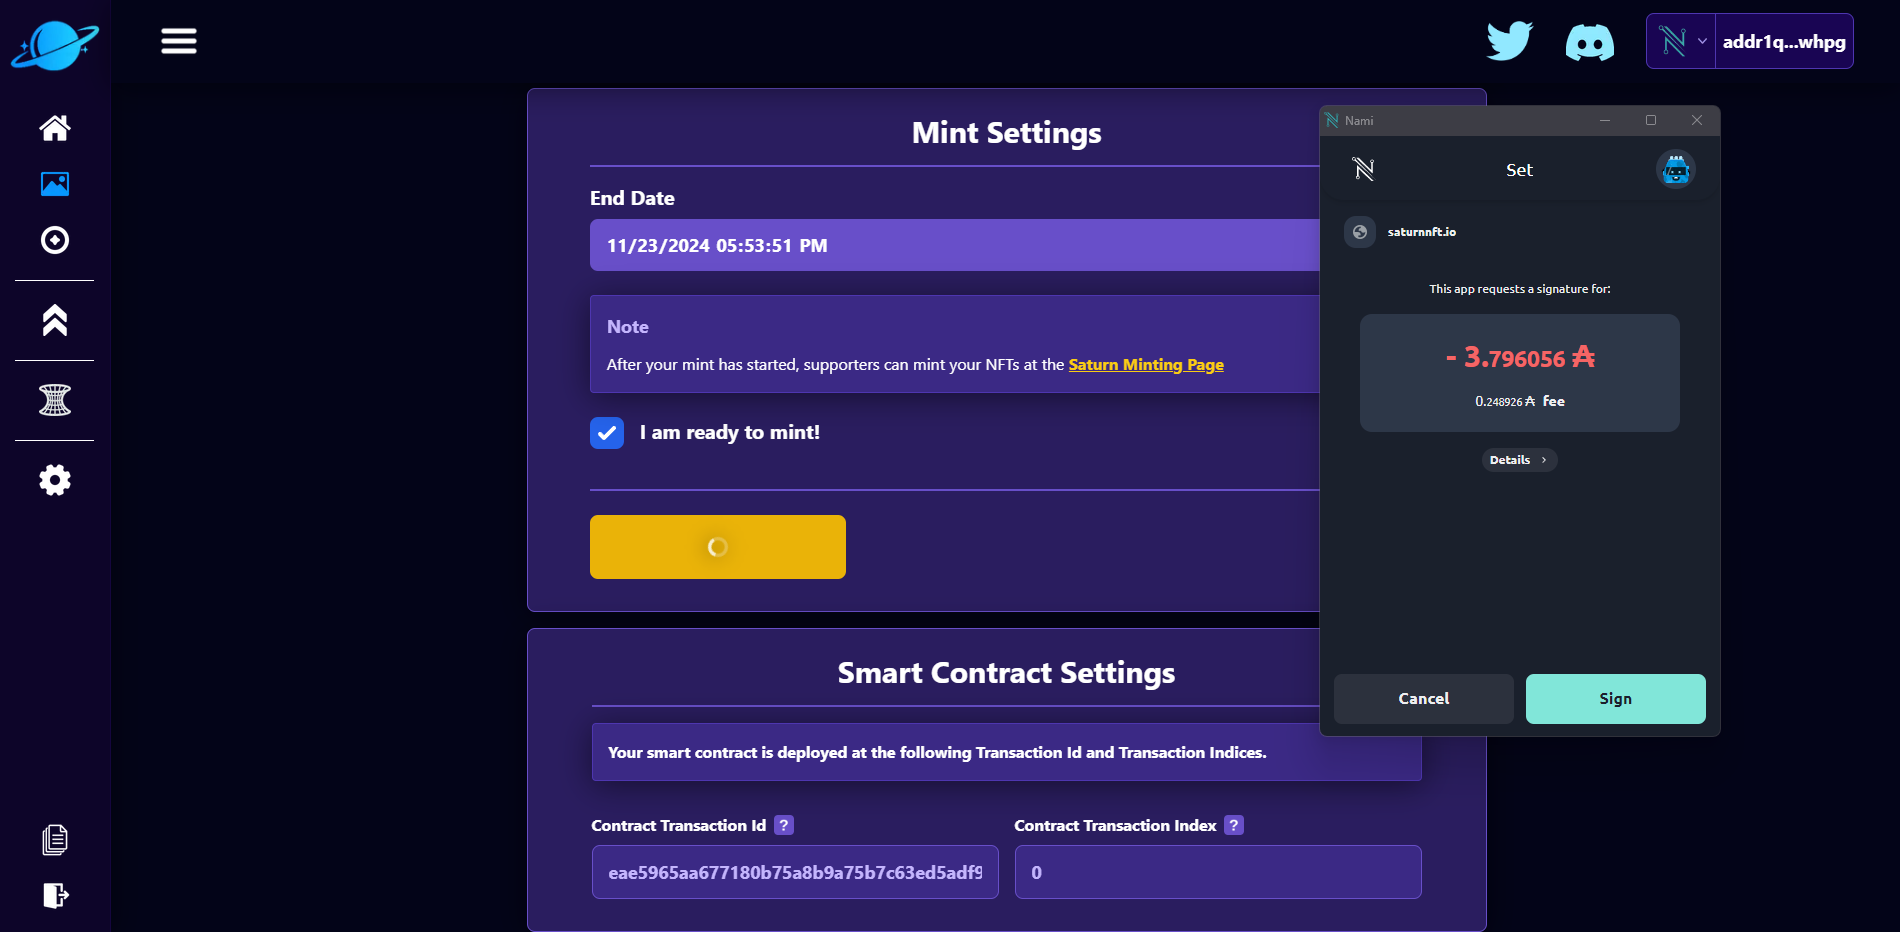 addr1q...whpg
Mint Settings
End Date
11/23/2024 05:53:51 PM
Note
After your mint has started, supporters can mint your NFTs at the Saturn Minting Page
I am ready to mint!
Smart Contract Settings
Your smart contract is deployed at the following Transaction Id and Transaction Indices.
Contract Transaction Id ?
eae5965aa677180b75a8b9a75b7c63ed5adf9
Contract Transaction Index ?
0
Nami
Set
saturnnft.io
This app requests a signature for:
- 3.796056 ₳
0.248926 ₳ fee
Details
Cancel
Sign